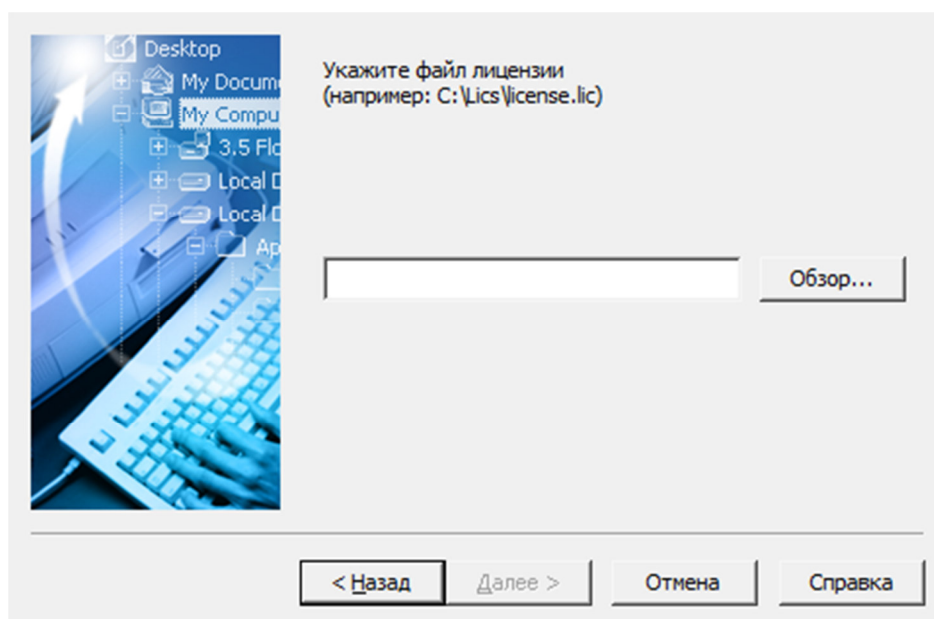 Desktop
My Docum
My Compu
3.5 Flo
Local D
Local D
Ap
Укажите файл лицензии
(например: C:\Lics\license.lic)
Обзор...
< Назад
Далее >
Отмена
Справка